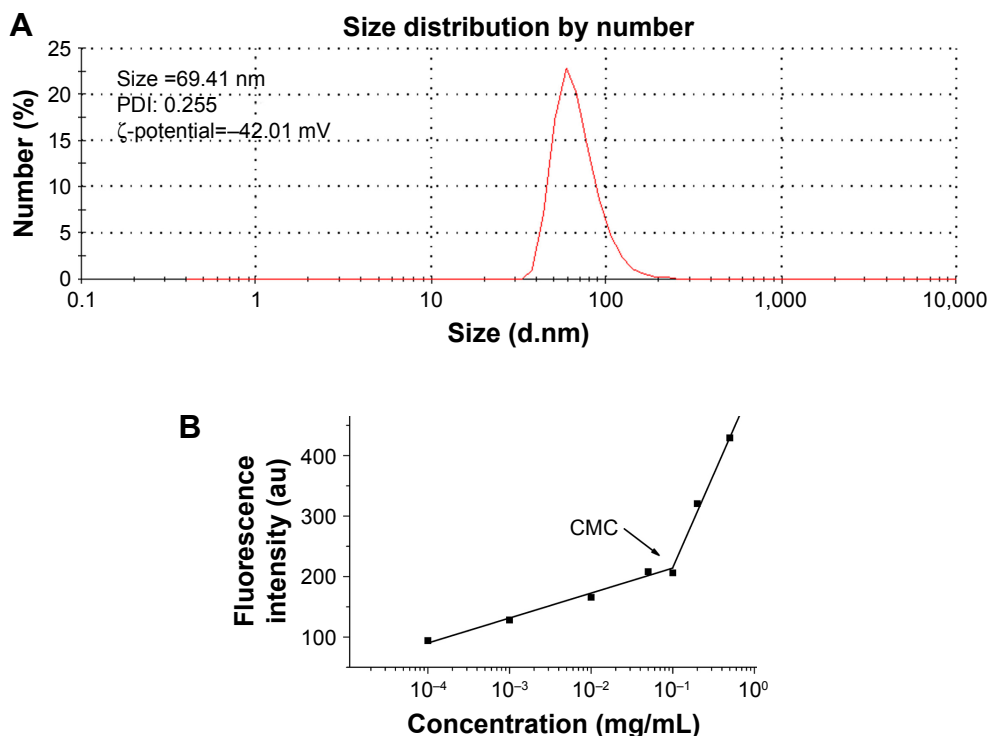 A
Size distribution by number
Number (%)
25
20
15
10
5
0
Size =69.41 nm
PDI: 0.255
ζ-potential=–42.01 mV
0.1 1 10 100 1,000 10,000
Size (d.nm)
B
Fluorescence
intensity (au)
400
300
200
100
CMC
10⁻⁴ 10⁻³ 10⁻² 10⁻¹ 10⁰
Concentration (mg/mL)